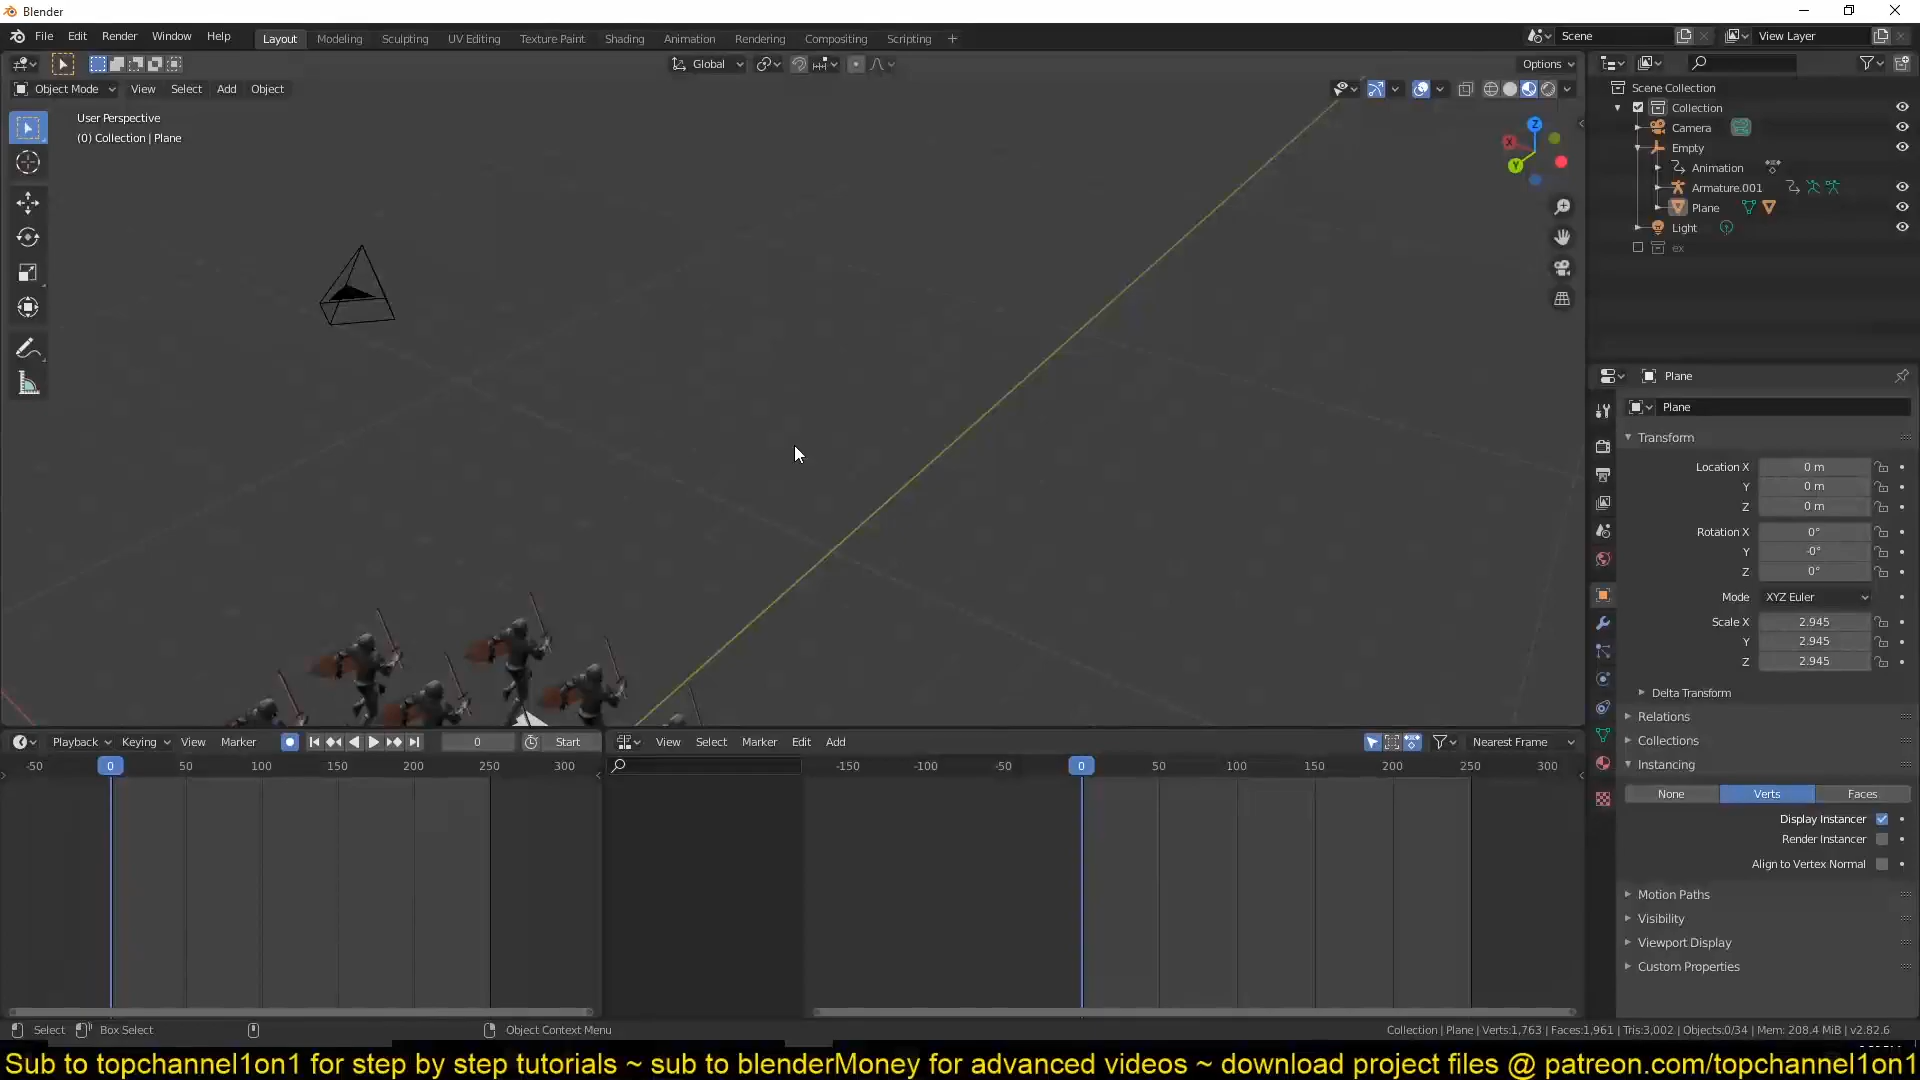 Blender
File Edit Render Window Help Layout Modeling Sculpting UV Editing Texture Paint Shading Animation Rendering Compositing Scripting + Scene View Layer
Global Options
Object Mode View Select Add Object
User Perspective
(0) Collection | Plane
Z
X
Y
Scene Collection
Collection
Camera
Empty
Animation
Armature.001
Plane
Light
ex
Plane
Plane
Transform
Location X 0 m
Y 0 m
Z 0 m
Rotation X 0°
Y -0°
Z 0°
Mode XYZ Euler
Scale X 2.945
Y 2.945
Z 2.945
Delta Transform
Relations
Collections
Instancing
None Verts Faces
Display Instancer
Render Instancer
Align to Vertex Normal
Motion Paths
Visibility
Viewport Display
Custom Properties
Playback Keying View Marker 0 Start
-50 0 50 100 150 200 250 300
View Select Marker Edit Add Nearest Frame
-150 -100 -50 0 50 100 150 200 250 300
Select Box Select Object Context Menu
Collection | Plane | Verts:1,763 | Faces:1,961 | Tris:3,002 | Objects:0/34 | Mem: 208.4 MiB | v2.82.6
Sub to topchannel1on1 for step by step tutorials ~ sub to blenderMoney for advanced videos ~ download project files @ patreon.com/topchannel1on1